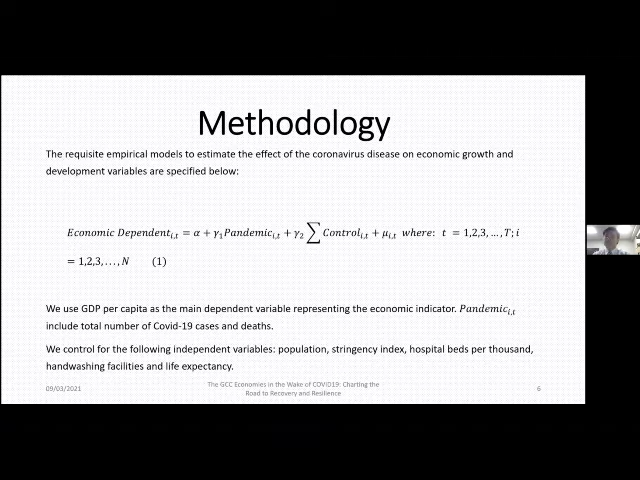 Methodology
The requisite empirical models to estimate the effect of the coronavirus disease on economic growth and
development variables are specified below:
Economic Dependent_{i,t} = α + γ_1Pandemic_{i,t} + γ_2 ∑ Control_{i,t} + μ_{i,t} where: t = 1,2,3, …, T; i
= 1,2,3, …, N (1)
We use GDP per capita as the main dependent variable representing the economic indicator. Pandemic_{i,t}
include total number of Covid-19 cases and deaths.
We control for the following independent variables: population, stringency index, hospital beds per thousand,
handwashing facilities and life expectancy.
09/03/2021
The GCC Economies in the Wake of COVID19: Charting the
Road to Recovery and Resilience
6